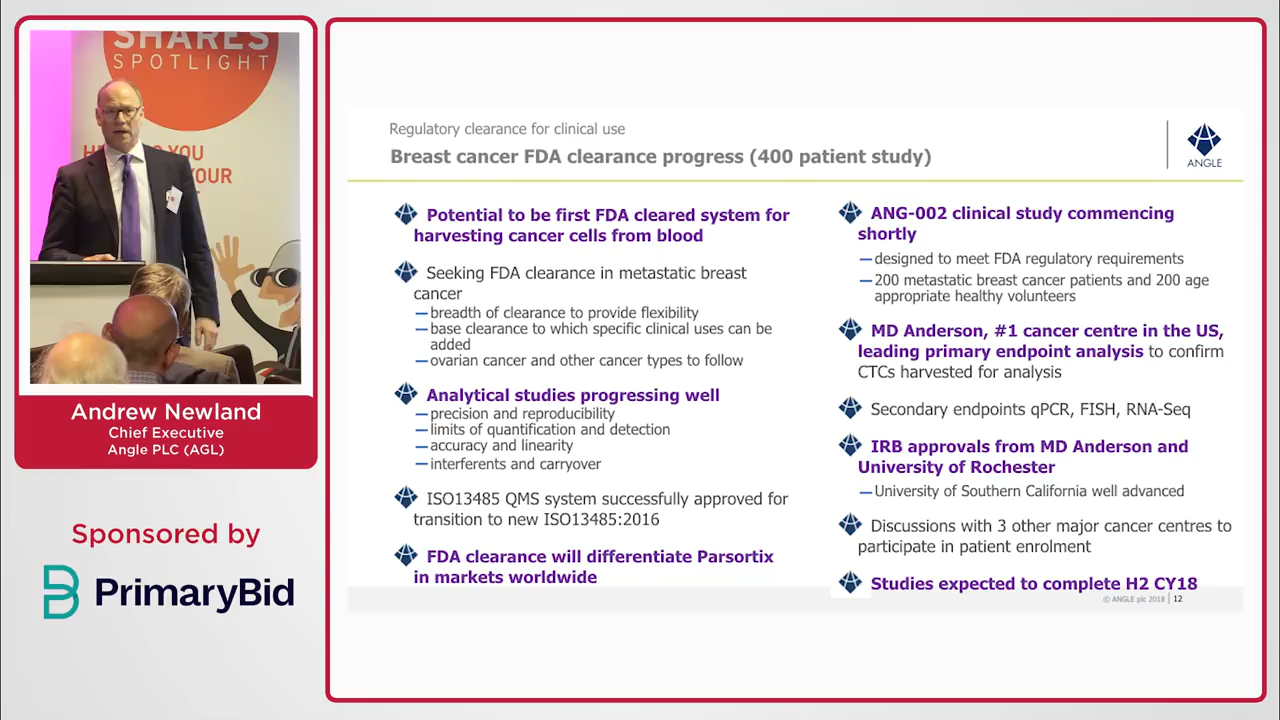 SHARES
SPOTLIGHT
YOU
YOUR
Andrew Newland
Chief Executive
Angle PLC (AGL)
Sponsored by
PrimaryBid
Regulatory clearance for clinical use
Breast cancer FDA clearance progress (400 patient study)
ANGLE
Potential to be first FDA cleared system for
harvesting cancer cells from blood
Seeking FDA clearance in metastatic breast
cancer
—breadth of clearance to provide flexibility
—base clearance to which specific clinical uses can be
added
—ovarian cancer and other cancer types to follow
Analytical studies progressing well
—precision and reproducibility
—limits of quantification and detection
—accuracy and linearity
—interferents and carryover
ISO13485 QMS system successfully approved for
transition to new ISO13485:2016
FDA clearance will differentiate Parsortix
in markets worldwide
ANG-002 clinical study commencing
shortly
—designed to meet FDA regulatory requirements
—200 metastatic breast cancer patients and 200 age
appropriate healthy volunteers
MD Anderson, #1 cancer centre in the US,
leading primary endpoint analysis to confirm
CTCs harvested for analysis
Secondary endpoints qPCR, FISH, RNA-Seq
IRB approvals from MD Anderson and
University of Rochester
—University of Southern California well advanced
Discussions with 3 other major cancer centres to
participate in patient enrolment
Studies expected to complete H2 CY18
© ANGLE plc 2018 | 12